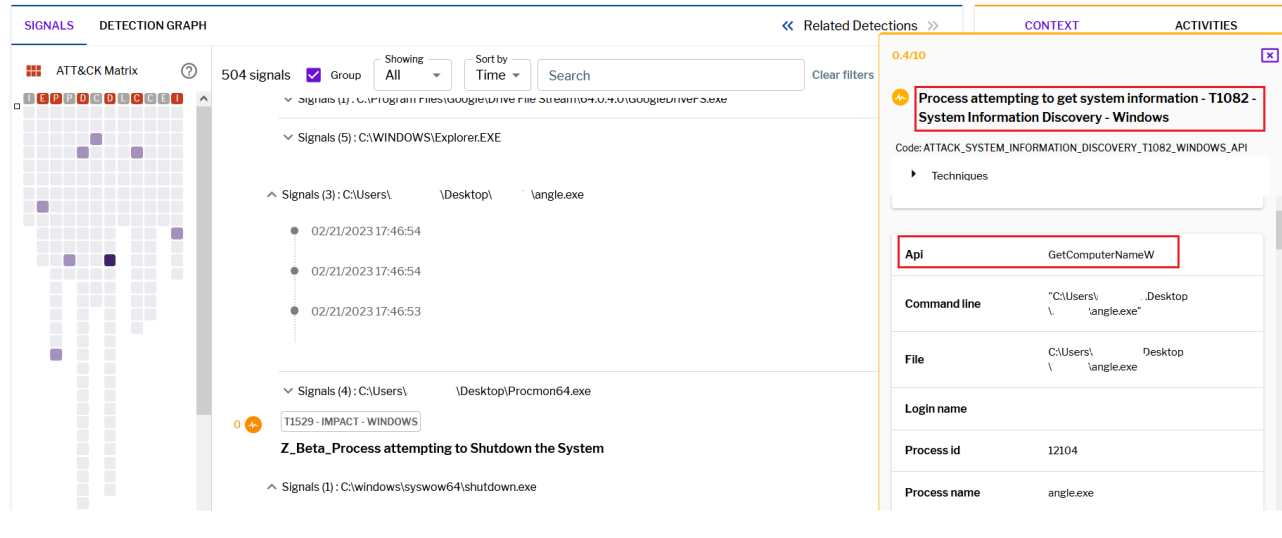 SIGNALS DETECTION GRAPH
« Related Detections »
CONTEXT ACTIVITIES
ATT&CK Matrix ?
I E P P D C D L C C E I
504 signals Group
Showing
All
Sort by
Time
Search
Clear filters
Signals (1) : C:\Program Files\Google\Drive File Stream\64.0.4.0\GoogleDriveFS.exe
Signals (5) : C:\WINDOWS\Explorer.EXE
Signals (3) : C:\Users\ \Desktop\ \angle.exe
02/21/2023 17:46:54
02/21/2023 17:46:54
02/21/2023 17:46:53
Signals (4) : C:\Users\ \Desktop\Procmon64.exe
0 T1529 - IMPACT - WINDOWS
Z_Beta_Process attempting to Shutdown the System
Signals (1) : C:\windows\syswow64\shutdown.exe
0.4/10
Process attempting to get system information - T1082 -
System Information Discovery - Windows
Code: ATTACK_SYSTEM_INFORMATION_DISCOVERY_T1082_WINDOWS_API
Techniques
Api GetComputerNameW
Command line "C:\Users\ Desktop
\. \angle.exe"
File C:\Users\ Desktop
\ \angle.exe
Login name
Process id 12104
Process name angle.exe